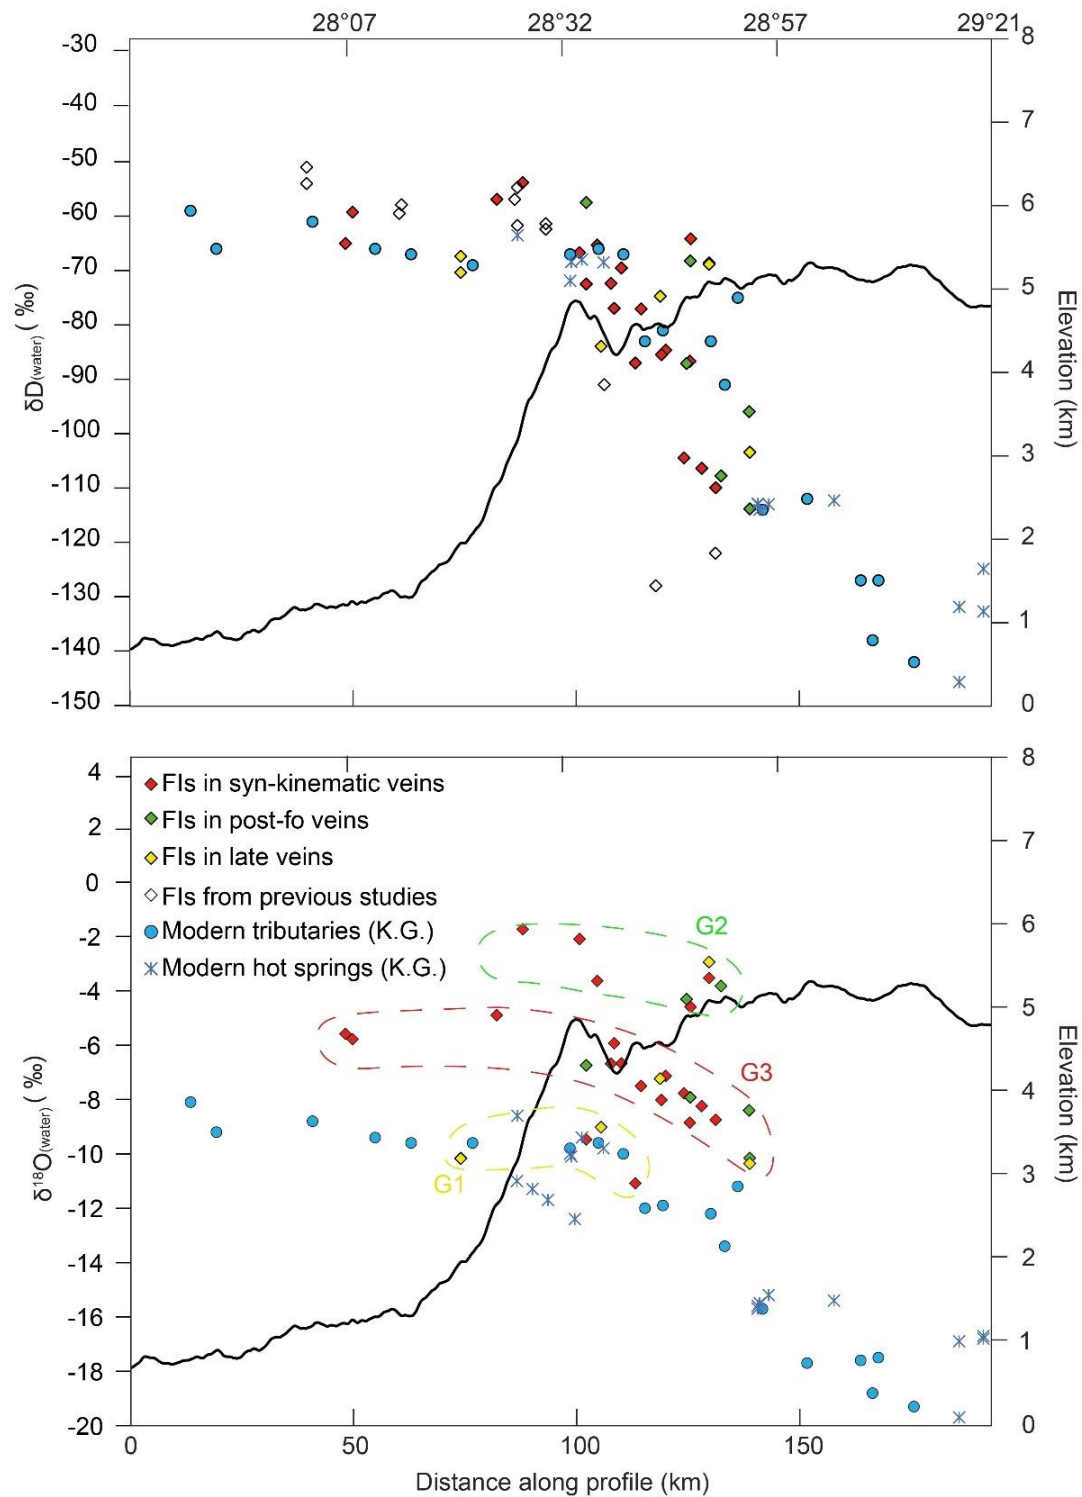 28°07 28°32 28°57 29°21
-30
-40
-50
-60
-70
-80
-90
-100
-110
-120
-130
-140
-150
δD(water) ( ‰)
8
7
6
5
4
3
2
1
0
Elevation (km)
4
2
0
-2
-4
-6
-8
-10
-12
-14
-16
-18
-20
δ¹⁸O(water) ( ‰)
FIs in syn-kinematic veins
FIs in post-fo veins
FIs in late veins
FIs from previous studies
Modern tributaries (K.G.)
Modern hot springs (K.G.)
G2
G3
G1
8
7
6
5
4
3
2
1
0
Elevation (km)
0 50 100 150
Distance along profile (km)